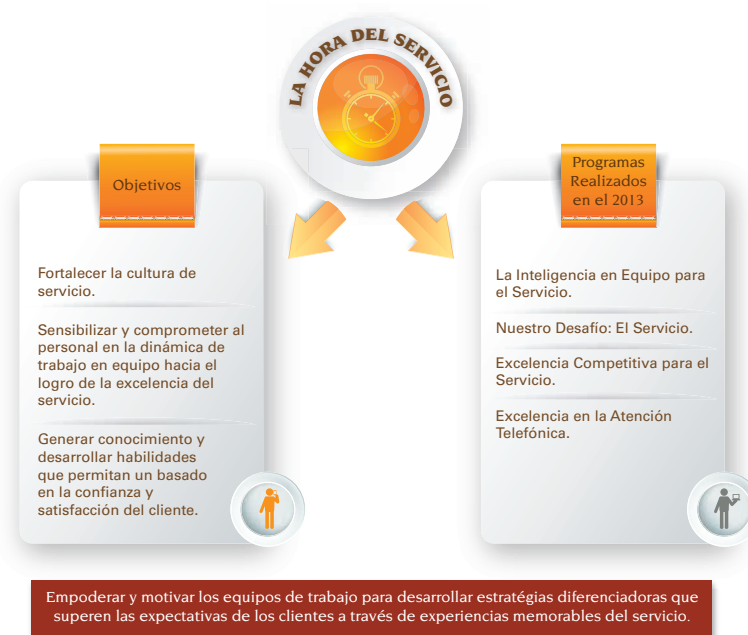 LA HORA DEL SERVICIO
Objetivos
Fortalecer la cultura de
servicio.
Sensibilizar y comprometer al
personal en la dinámica de
trabajo en equipo hacia el
logro de la excelencia del
servicio.
Generar conocimiento y
desarrollar habilidades
que permitan un basado
en la confianza y
satisfacción del cliente.
Programas
Realizados
en el 2013
La Inteligencia en Equipo para
el Servicio.
Nuestro Desafío: El Servicio.
Excelencia Competitiva para el
Servicio.
Excelencia en la Atención
Telefónica.
Empoderar y motivar los equipos de trabajo para desarrollar estratégias diferenciadoras que
superen las expectativas de los clientes a través de experiencias memorables del servicio.